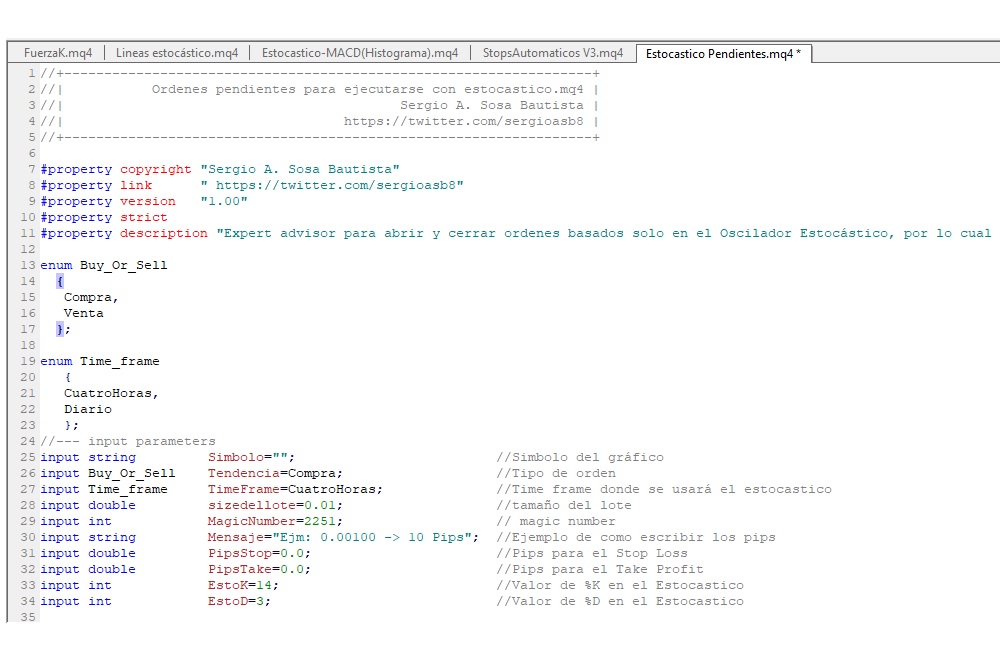 FuerzaK.mq4 | Lineas estocástico.mq4 | Estocastico-MACD(Histograma).mq4 | StopsAutomaticos V3.mq4 | Estocastico Pendientes.mq4 *
1 //+------------------------------------------------------------------+
2 //|           Ordenes pendientes para ejecutarse con estocastico.mq4 |
3 //|                                          Sergio A. Sosa Bautista |
4 //|                                   https://twitter.com/sergioasb8 |
5 //+------------------------------------------------------------------+
6
7 #property copyright "Sergio A. Sosa Bautista"
8 #property link      " https://twitter.com/sergioasb8"
9 #property version   "1.00"
10 #property strict
11 #property description "Expert advisor para abrir y cerrar ordenes basados solo en el Oscilador Estocástico, por lo cual
12
13 enum Buy_Or_Sell
14   {
15    Compra,
16    Venta
17   };
18
19 enum Time_frame
20    {
21    CuatroHoras,
22    Diario
23    };
24 //--- input parameters
25 input string         Simbolo="";                         //Simbolo del gráfico
26 input Buy_Or_Sell    Tendencia=Compra;                   //Tipo de orden
27 input Time_frame     TimeFrame=CuatroHoras;              //Time frame donde se usará el estocastico
28 input double         sizedellote=0.01;                   //tamaño del lote
29 input int            MagicNumber=2251;                   // magic number
30 input string         Mensaje="Ejm: 0.00100 -> 10 Pips";  //Ejemplo de como escribir los pips
31 input double         PipsStop=0.0;                       //Pips para el Stop Loss
32 input double         PipsTake=0.0;                       //Pips para el Take Profit
33 input int            EstoK=14;                           //Valor de %K en el Estocastico
34 input int            EstoD=3;                            //Valor de %D en el Estocastico
35